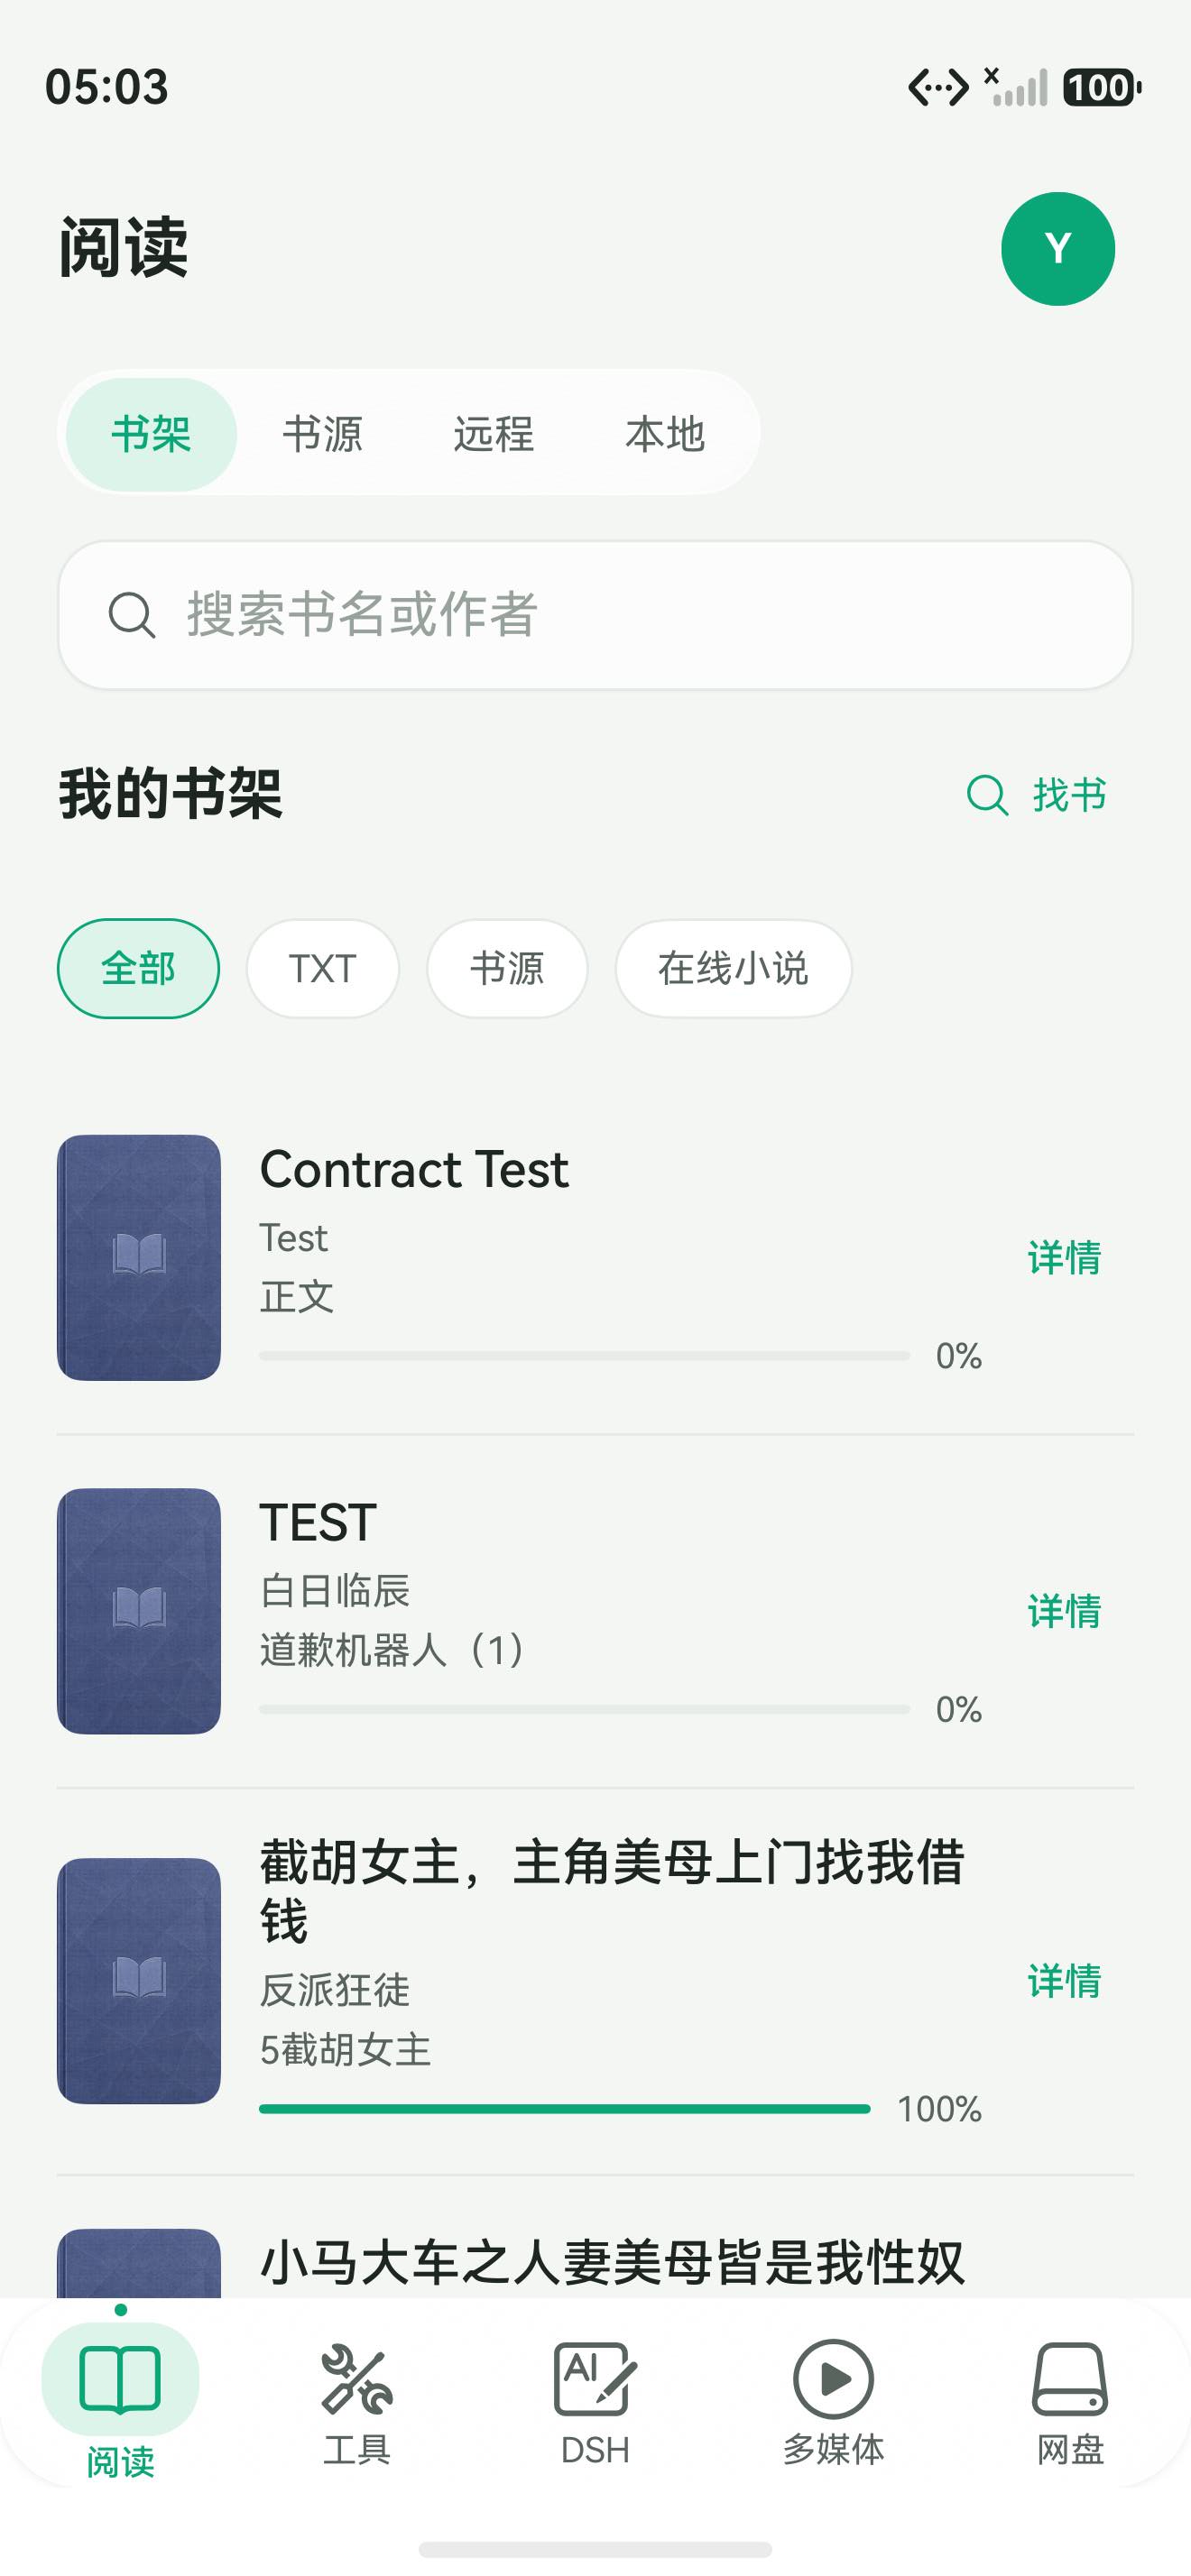 05:03
100
阅读
Y
书架 书源 远程 本地
搜索书名或作者
我的书架
找书
全部 TXT 书源 在线小说
Contract Test
Test
正文
详情
0%
TEST
白日临辰
道歉机器人（1）
详情
0%
截胡女主，主角美母上门找我借
钱
反派狂徒
5截胡女主
详情
100%
小马大车之人妻美母皆是我性奴
AI
阅读 工具 DSH 多媒体 网盘